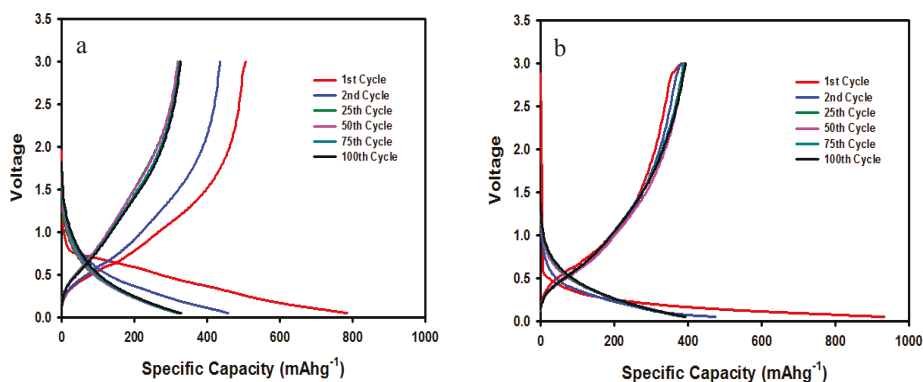 a
3.5
3.0
2.5
2.0
1.5
1.0
0.5
0.0
Voltage
1st Cycle
2nd Cycle
25th Cycle
50th Cycle
75th Cycle
100th Cycle
0 200 400 600 800 1000
Specific Capacity (mAhg⁻¹)
b
3.5
3.0
2.5
2.0
1.5
1.0
0.5
0.0
Voltage
1st Cycle
2nd Cycle
25th Cycle
50th Cycle
75th Cycle
100th Cycle
0 200 400 600 800 1000
Specific Capacity (mAhg⁻¹)